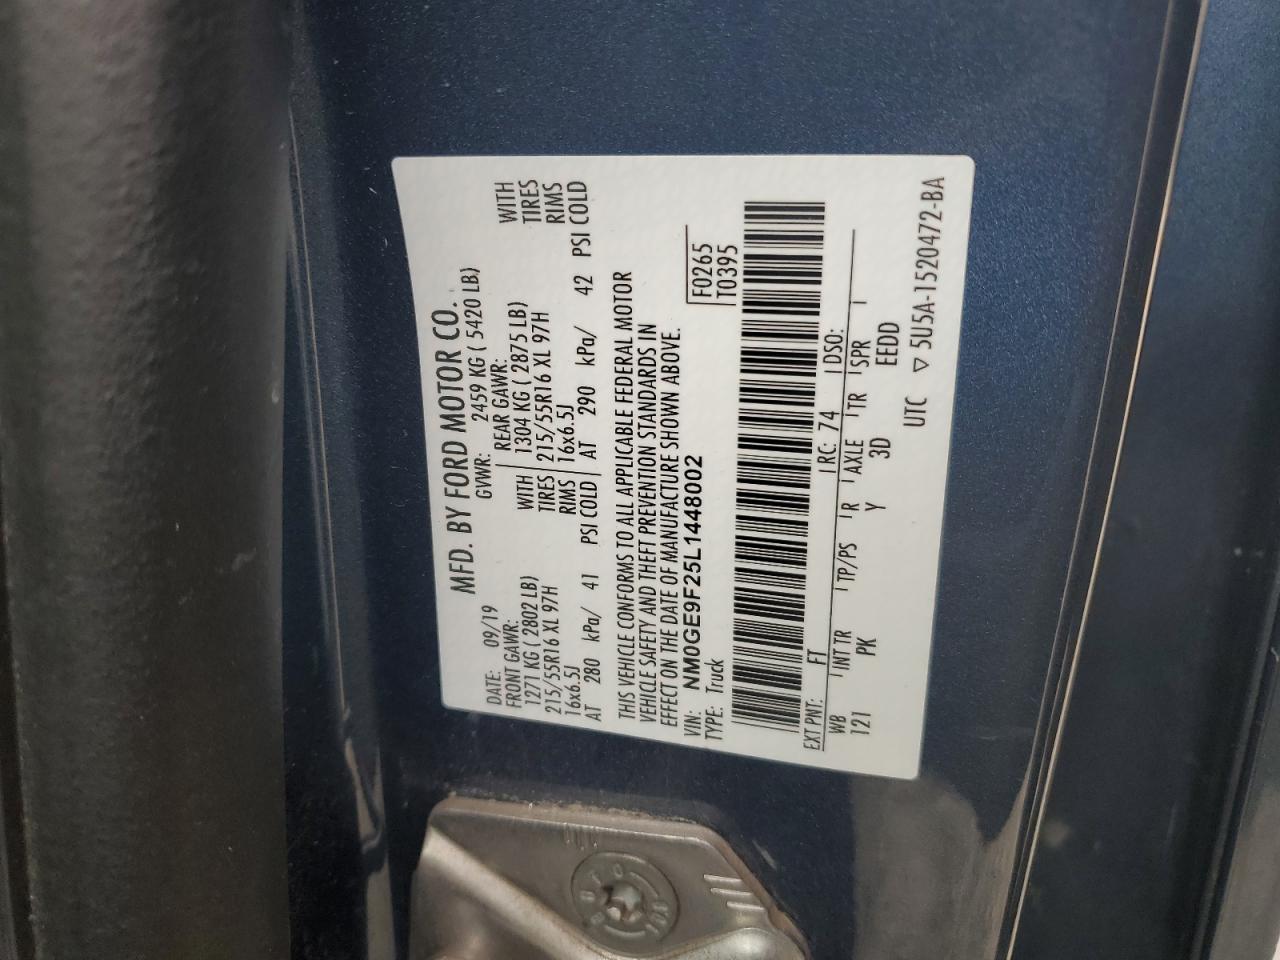 MFD. BY FORD MOTOR CO.
DATE: 09/19 GVWR: 2459 KG ( 5420 LB)
FRONT GAWR: REAR GAWR:
1271 KG ( 2802 LB) WITH 1304 KG ( 2875 LB) WITH
215/55R16 XL 97H TIRES 215/55R16 XL 97H TIRES
16x6.5J RIMS 16x6.5J RIMS
AT 280 kPa/ 41 PSI COLD AT 290 kPa/ 42 PSI COLD
THIS VEHICLE CONFORMS TO ALL APPLICABLE FEDERAL MOTOR
VEHICLE SAFETY AND THEFT PREVENTION STANDARDS IN
EFFECT ON THE DATE OF MANUFACTURE SHOWN ABOVE.
VIN: NM0GE9F25L1448002 F0265
TYPE: Truck T0395
EXT PNT: FT RC: 74 DSO:
WB INT TR TP/PS R AXLE TR SPR
121 PK Y 3D EEDD
UTC ▽ 5U5A-1520472-BA